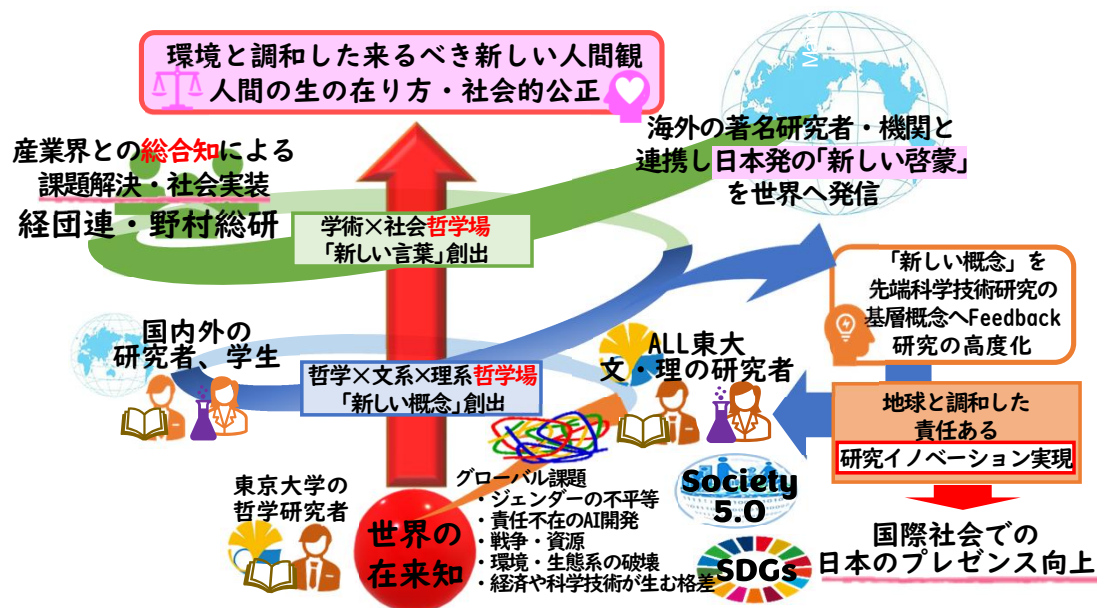 環境と調和した来るべき新しい人間観
人間の生の在り方・社会的公正
海外の著名研究者・機関と
連携し日本発の「新しい啓蒙」
を世界へ発信
産業界との総合知による
課題解決・社会実装
経団連・野村総研
学術×社会哲学場
「新しい言葉」創出
「新しい概念」を
先端科学技術研究の
基層概念へFeedback
研究の高度化
国内外の
研究者、学生
哲学×文系×理系哲学場
「新しい概念」創出
ALL東大
文・理の研究者
地球と調和した
責任ある
研究イノベーション実現
東京大学の
哲学研究者
世界の
在来知
グローバル課題
・ジェンダーの不平等
・責任不在のAI開発
・戦争・資源
・環境・生態系の破壊
・経済や科学技術が生む格差
Society
5.0
SDGs
国際社会での
日本のプレゼンス向上